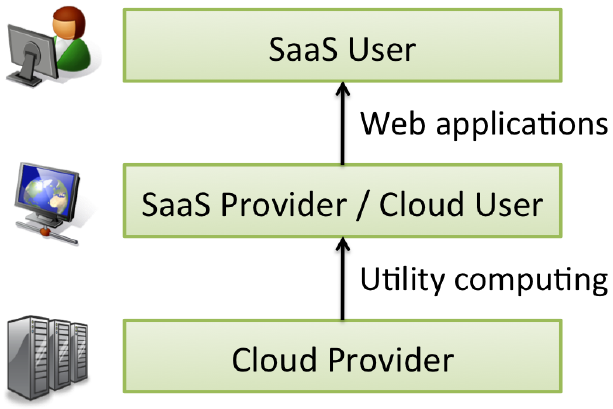 SaaS User
Web applications
SaaS Provider / Cloud User
Utility computing
Cloud Provider